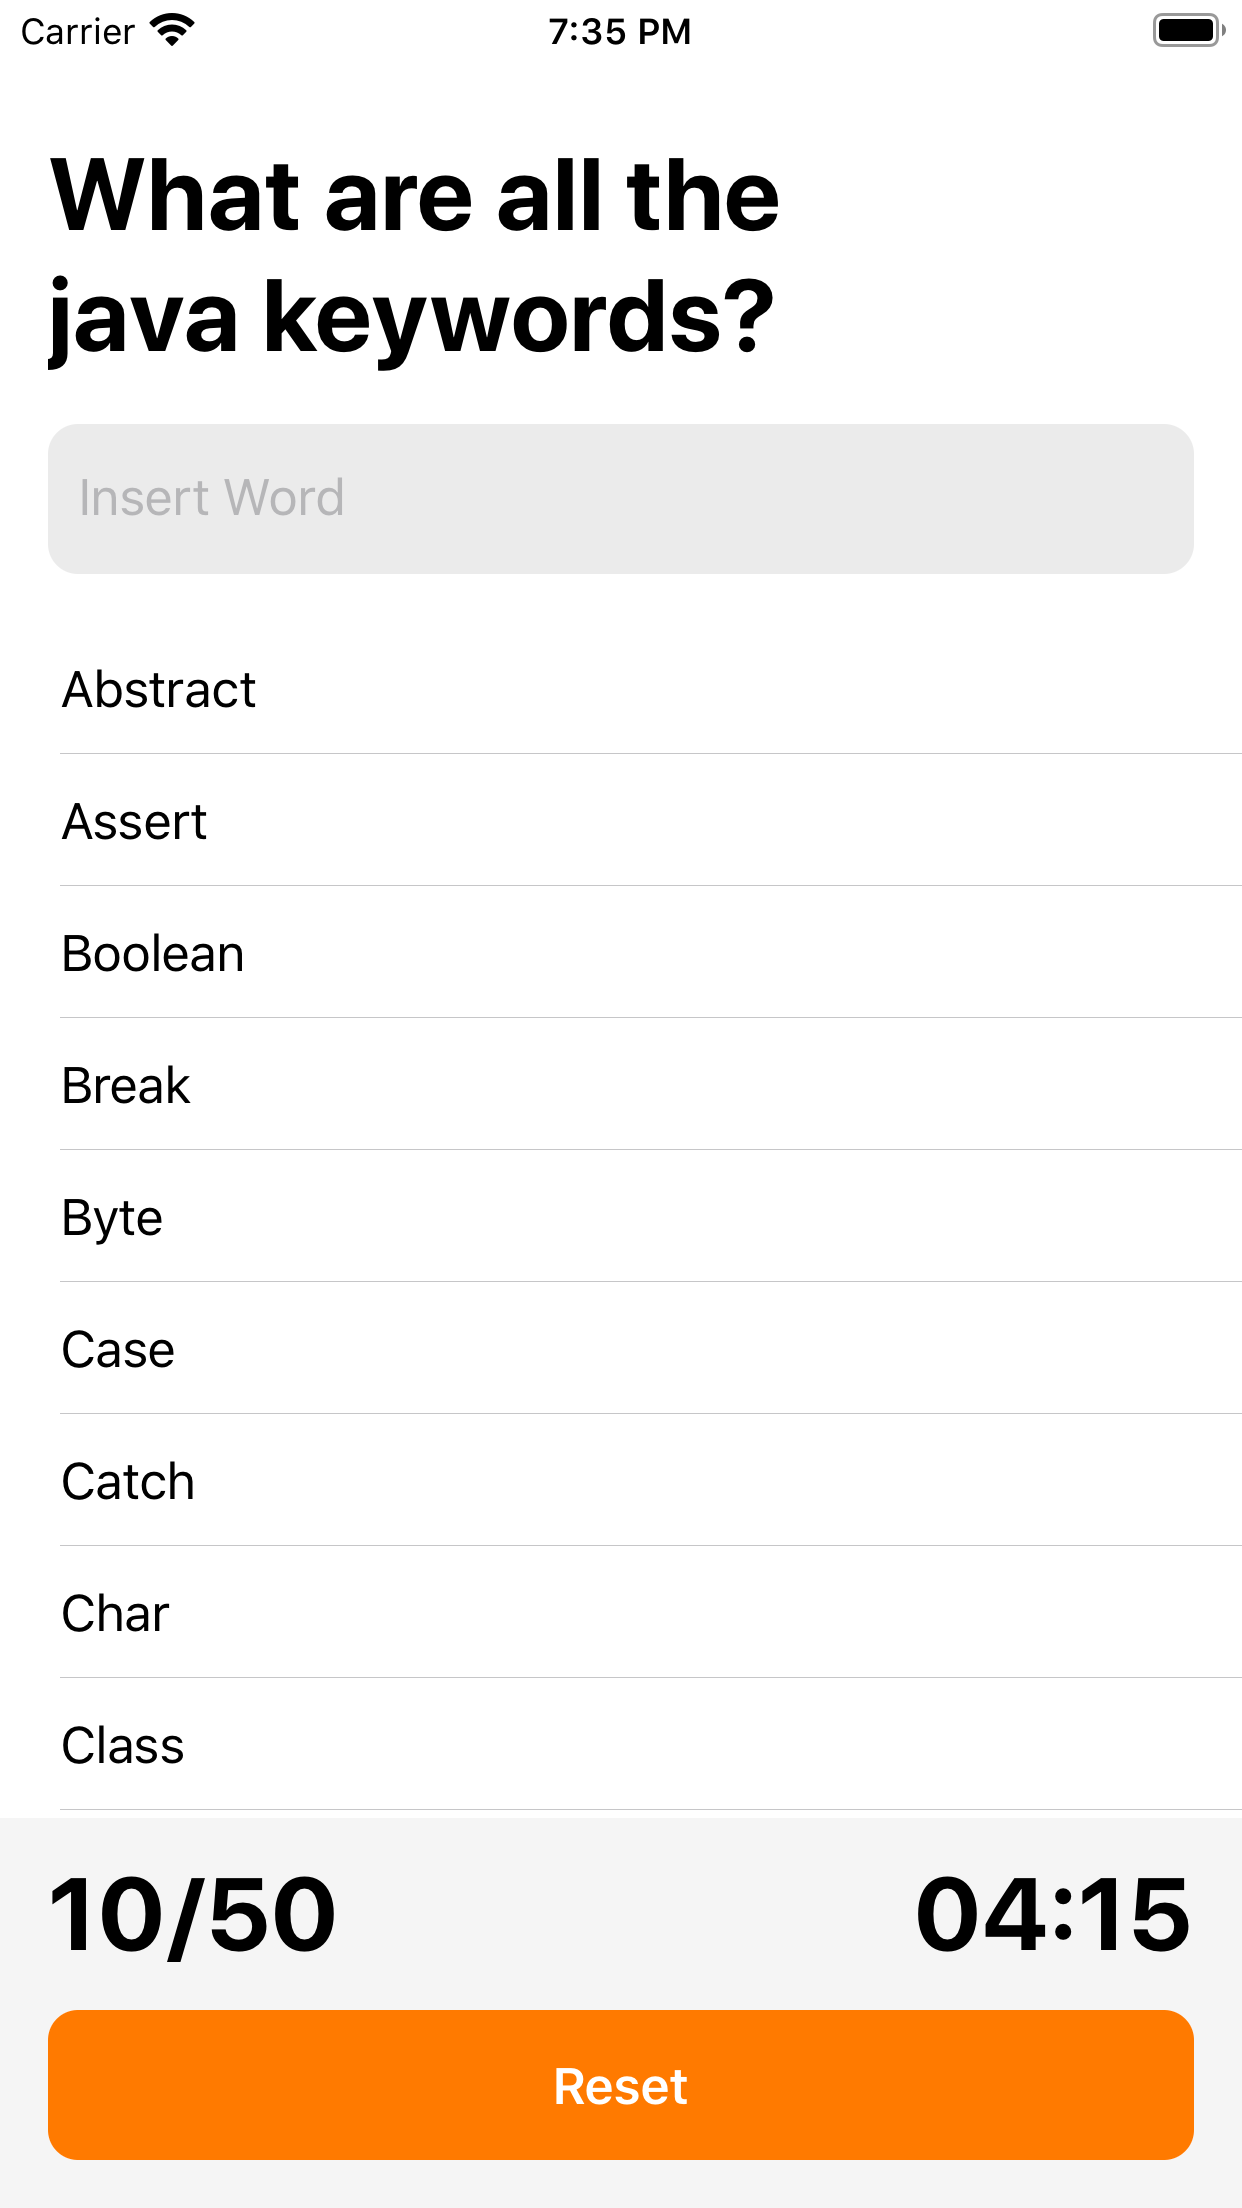 Carrier 7:35 PM
What are all the
java keywords?
Insert Word
Abstract
Assert
Boolean
Break
Byte
Case
Catch
Char
Class
10/50 04:15
Reset